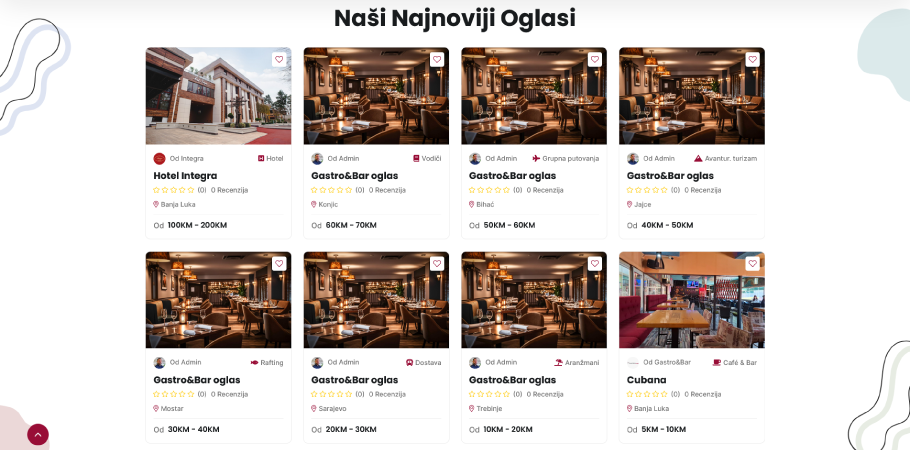 Naši Najnoviji Oglasi
Od Integra Hotel
Hotel Integra
(0) 0 Recenzija
Banja Luka
Od 100KM - 200KM
Od Admin Vodiči
Gastro&Bar oglas
(0) 0 Recenzija
Konjic
Od 60KM - 70KM
Od Admin Grupna putovanja
Gastro&Bar oglas
(0) 0 Recenzija
Bihać
Od 50KM - 60KM
Od Admin Avantur. turizam
Gastro&Bar oglas
(0) 0 Recenzija
Jajce
Od 40KM - 50KM
Od Admin Rafting
Gastro&Bar oglas
(0) 0 Recenzija
Mostar
Od 30KM - 40KM
Od Admin Dostava
Gastro&Bar oglas
(0) 0 Recenzija
Sarajevo
Od 20KM - 30KM
Od Admin Aranžmani
Gastro&Bar oglas
(0) 0 Recenzija
Trebinje
Od 10KM - 20KM
Od Gastro&Bar Café & Bar
Cubana
(0) 0 Recenzija
Banja Luka
Od 5KM - 10KM